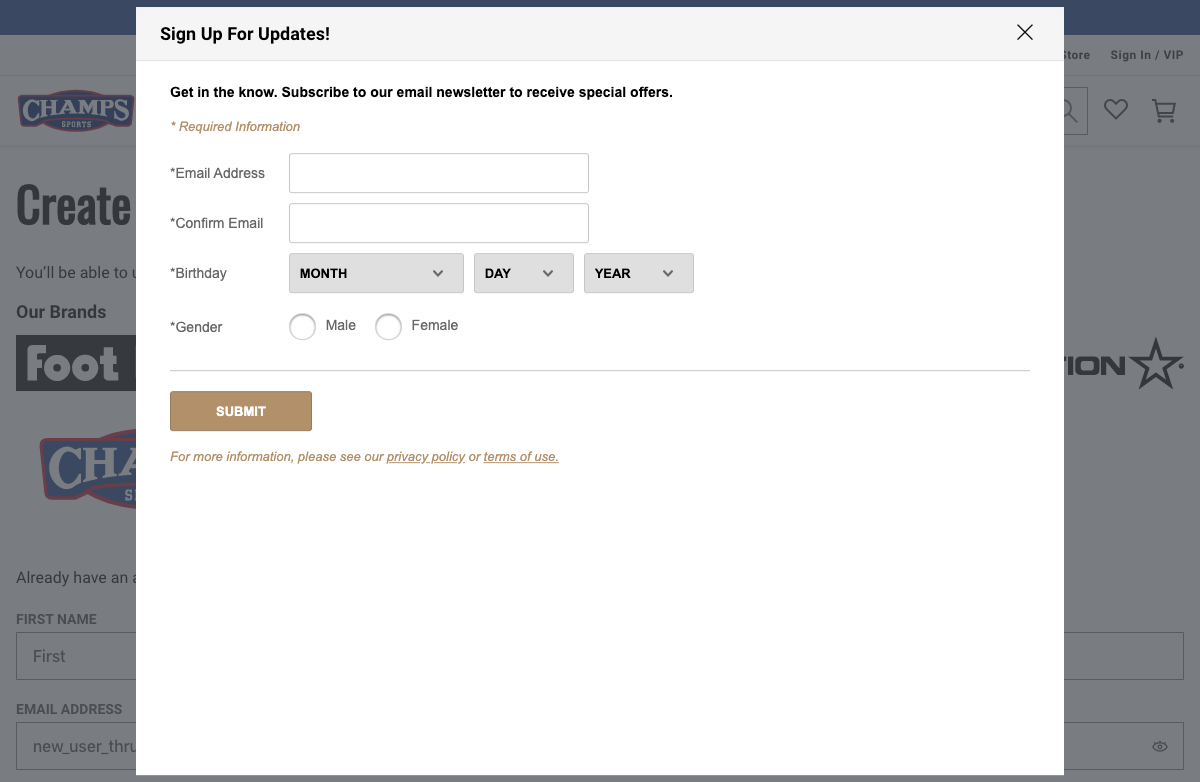 Sign Up For Updates!
Store Sign In / VIP
CHAMPS
SPORTS
Get in the know. Subscribe to our email newsletter to receive special offers.
* Required Information
*Email Address
*Confirm Email
*Birthday MONTH DAY YEAR
*Gender Male Female
SUBMIT
For more information, please see our privacy policy or terms of use.
Create
You'll be able to
Our Brands
Foot
ION
CHA
S
Already have an
FIRST NAME
First
EMAIL ADDRESS
new_user_thru